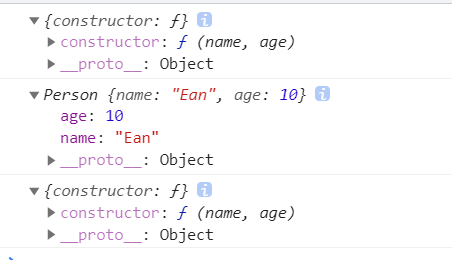 ▼{constructor: ƒ} i
▶constructor: ƒ (name, age)
▶__proto__: Object
▼Person {name: "Ean", age: 10} i
age: 10
name: "Ean"
▶__proto__: Object
▼{constructor: ƒ} i
▶constructor: ƒ (name, age)
▶__proto__: Object